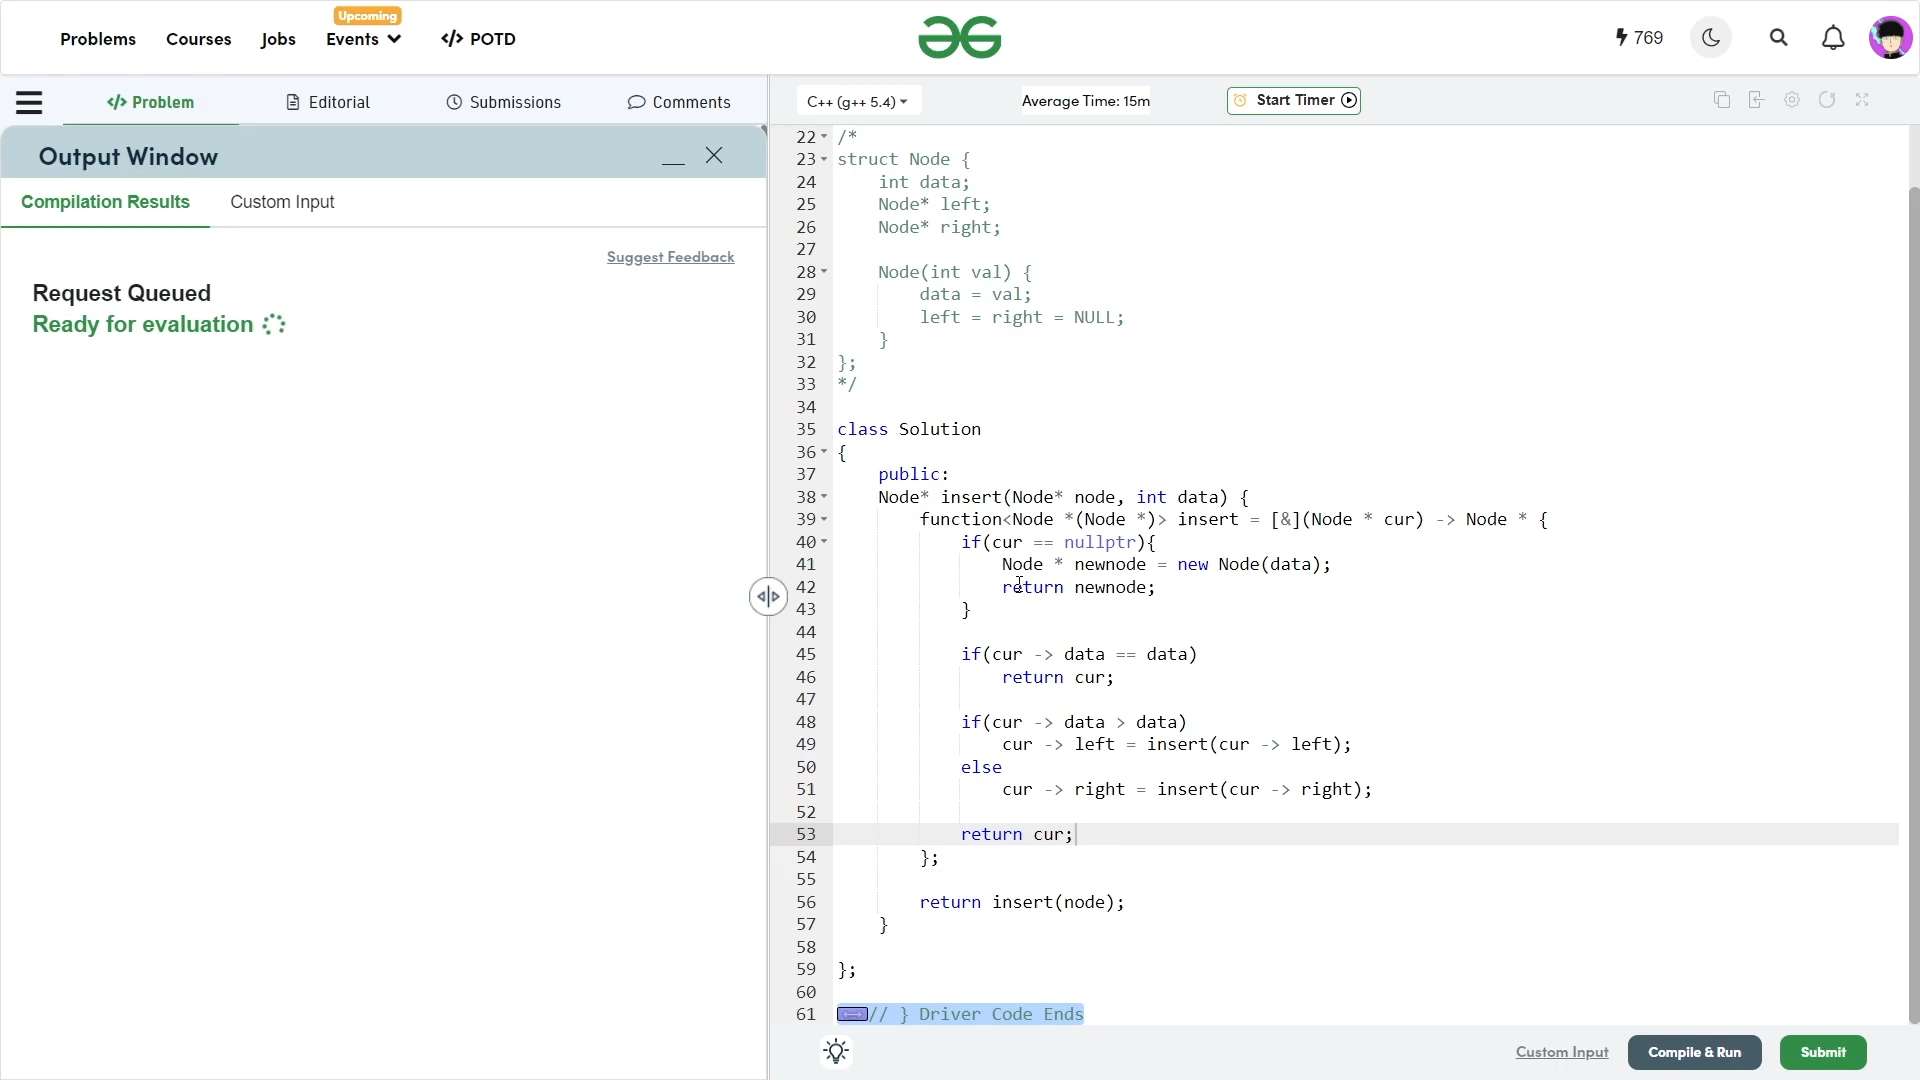 Problems
Courses
Jobs
Upcoming
Events
</> POTD
769
</> Problem
Editorial
Submissions
Comments
C++ (g++ 5.4)
Average Time: 15m
Start Timer
Output Window
Compilation Results
Custom Input
Suggest Feedback
Request Queued
Ready for evaluation
22 /*
23 struct Node {
24     int data;
25     Node* left;
26     Node* right;
27
28     Node(int val) {
29         data = val;
30         left = right = NULL;
31     }
32 };
33 */
34
35 class Solution
36 {
37     public:
38     Node* insert(Node* node, int data) {
39         function<Node *(Node *)> insert = [&](Node * cur) -> Node * {
40             if(cur == nullptr){
41                 Node * newnode = new Node(data);
42                 return newnode;
43             }
44
45             if(cur -> data == data)
46                 return cur;
47
48             if(cur -> data > data)
49                 cur -> left = insert(cur -> left);
50             else
51                 cur -> right = insert(cur -> right);
52
53             return cur;
54         };
55
56         return insert(node);
57     }
58
59 };
60
61 // } Driver Code Ends
Custom Input
Compile & Run
Submit